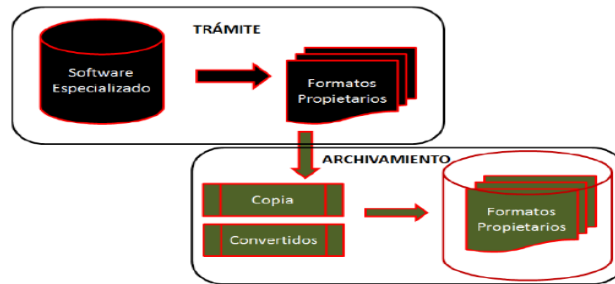 TRÁMITE
Software
Especializado
Formatos
Propietarios
ARCHIVAMIENTO
Copia
Convertidos
Formatos
Propietarios